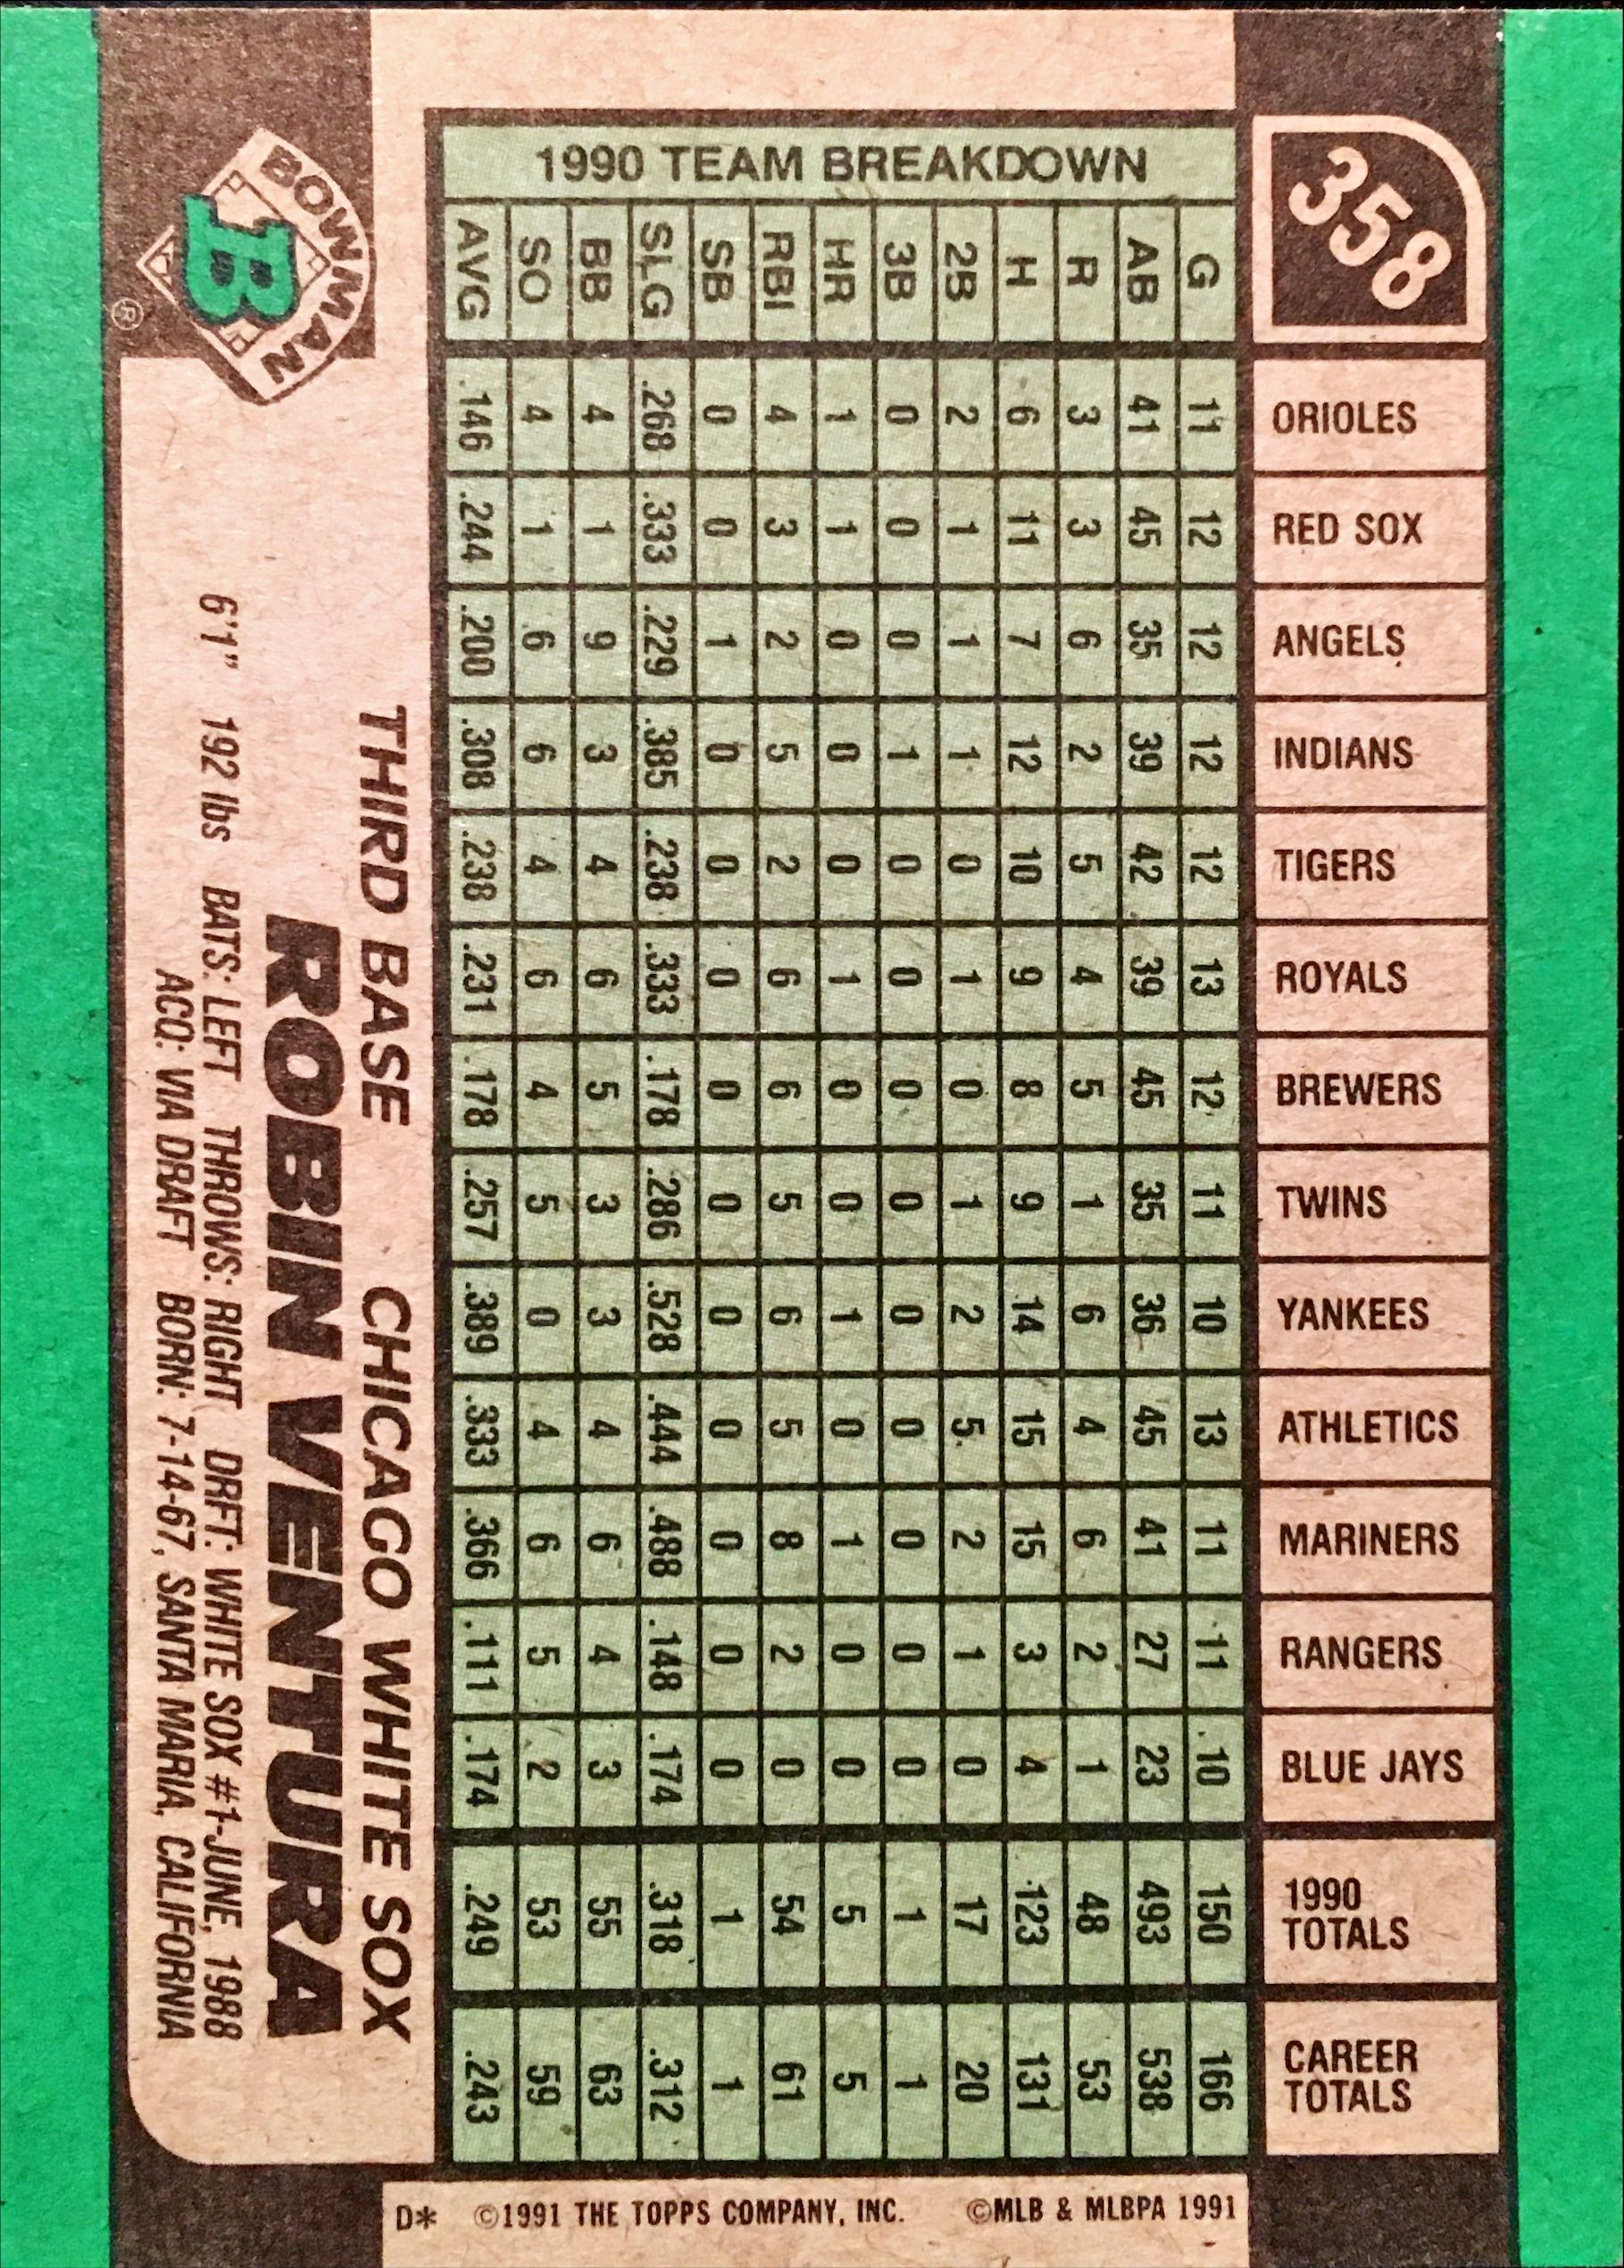 358
BOWMAN
B
®
THIRD BASE CHICAGO WHITE SOX
ROBIN VENTURA
6'1" 192 lbs BATS: LEFT THROWS: RIGHT DRFT: WHITE SOX #1-JUNE, 1988
ACQ: VIA DRAFT BORN: 7-14-67, SANTA MARIA, CALIFORNIA
1990 TEAM BREAKDOWN
G AB R H 2B 3B HR RBI SB SLG BB SO AVG
ORIOLES 11 41 3 6 2 0 1 4 0 .268 4 4 .146
RED SOX 12 45 3 11 1 0 1 3 0 .333 1 1 .244
ANGELS 12 35 6 7 1 0 0 2 1 .229 9 6 .200
INDIANS 12 39 2 12 1 1 0 5 0 .385 3 6 .308
TIGERS 12 42 5 10 0 0 0 2 0 .238 4 4 .238
ROYALS 13 39 4 9 1 0 1 6 0 .333 6 6 .231
BREWERS 12 45 5 8 0 0 0 6 0 .178 5 4 .178
TWINS 11 35 1 9 1 0 0 5 0 .286 3 5 .257
YANKEES 10 36 6 14 2 0 1 6 0 .528 3 0 .389
ATHLETICS 13 45 4 15 5 0 0 5 0 .444 4 4 .333
MARINERS 11 41 6 15 2 0 1 8 0 .488 6 6 .366
RANGERS 11 27 2 3 1 0 0 2 0 .148 4 5 .111
BLUE JAYS 10 23 1 4 0 0 0 0 0 .174 3 2 .174
1990 TOTALS 150 493 48 123 17 1 5 54 1 .318 55 53 .249
CAREER TOTALS 166 538 53 131 20 1 5 61 1 .312 63 59 .243
D* ©1991 THE TOPPS COMPANY, INC. ©MLB & MLBPA 1991